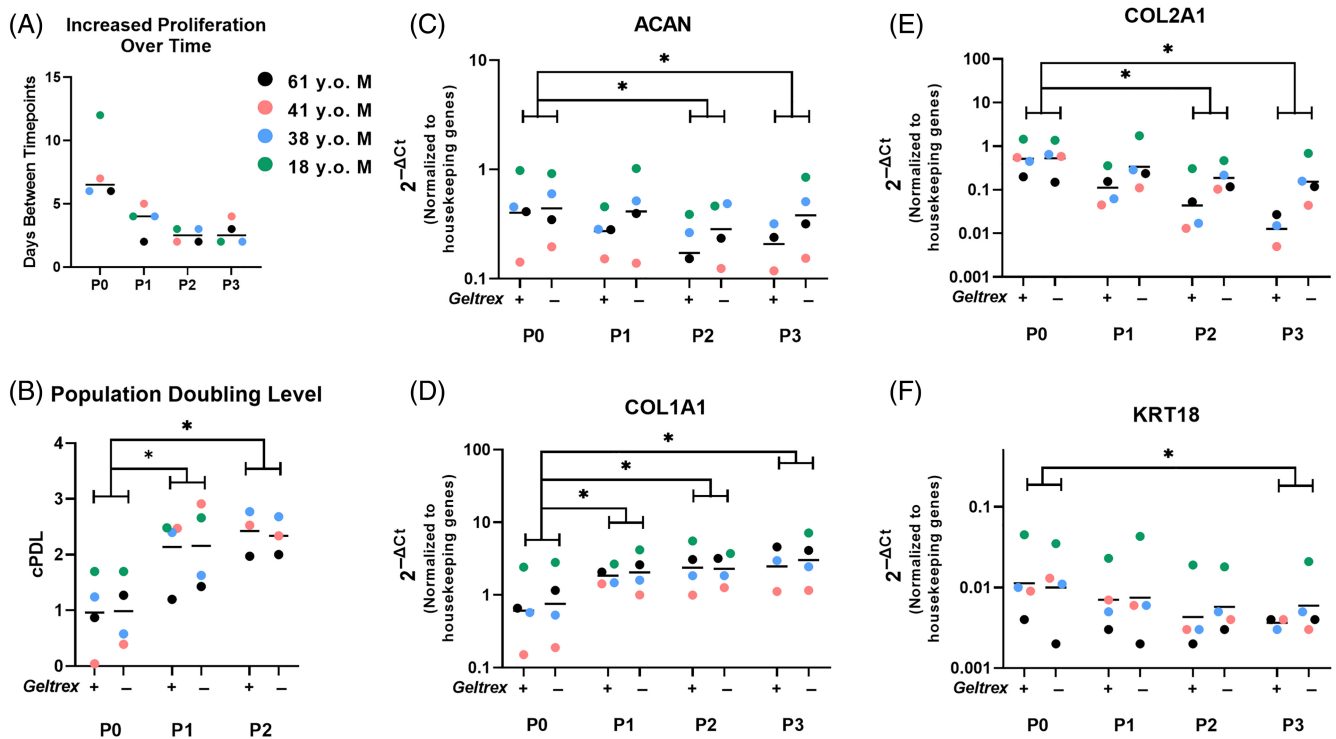 (A)
Increased Proliferation
Over Time
Days Between Timepoints
15
10
5
0
P0 P1 P2 P3
61 y.o. M
41 y.o. M
38 y.o. M
18 y.o. M
(B) Population Doubling Level
cPDL
4
3
2
1
0
* *
Geltrex + − + − + −
P0 P1 P2
(C)
ACAN
2−ΔCt
(Normalized to
housekeeping genes)
10
1
0.1
* *
Geltrex + − + − + − + −
P0 P1 P2 P3
(D)
COL1A1
2−ΔCt
(Normalized to
housekeeping genes)
100
10
1
0.1
* * *
Geltrex + − + − + − + −
P0 P1 P2 P3
(E)
COL2A1
2−ΔCt
(Normalized to
housekeeping genes)
100
10
1
0.1
0.01
0.001
* *
Geltrex + − + − + − + −
P0 P1 P2 P3
(F)
KRT18
2−ΔCt
(Normalized to
housekeeping genes)
0.1
0.01
0.001
*
Geltrex + − + − + − + −
P0 P1 P2 P3